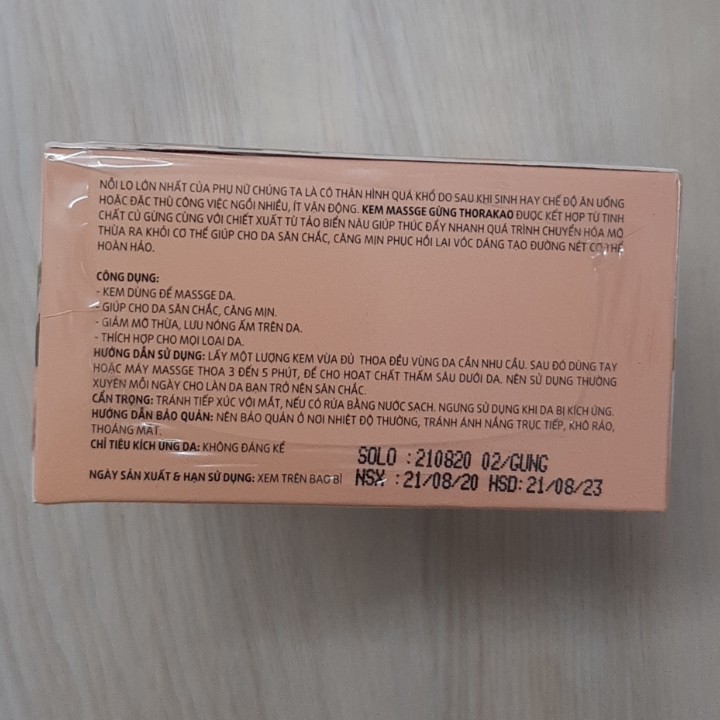 NỖI LO LỚN NHẤT CỦA PHỤ NỮ CHÚNG TA LÀ CÓ THÂN HÌNH QUÁ KHỔ DO SAU KHI SINH HAY CHẾ ĐỘ ĂN UỐNG
HOẶC ĐẶC THÙ CÔNG VIỆC NGỒI NHIỀU, ÍT VẬN ĐỘNG. KEM MASSGE GỪNG THORAKAO ĐƯỢC KẾT HỢP TỪ TINH
CHẤT CỦ GỪNG CÙNG VỚI CHIẾT XUẤT TỪ TẢO BIỂN NÂU GIÚP THÚC ĐẨY NHANH QUÁ TRÌNH CHUYỂN HÓA MỠ
THỪA RA KHỎI CƠ THỂ GIÚP CHO DA SĂN CHẮC, CĂNG MỊN PHỤC HỒI LẠI VÓC DÁNG TẠO ĐƯỜNG NÉT CƠ THỂ
HOÀN HẢO.
CÔNG DỤNG:
- KEM DÙNG ĐỂ MASSGE DA.
- GIÚP CHO DA SĂN CHẮC, CĂNG MỊN.
- GIẢM MỠ THỪA, LƯU NÓNG ẤM TRÊN DA.
- THÍCH HỢP CHO MỌI LOẠI DA.
HƯỚNG DẪN SỬ DỤNG: LẤY MỘT LƯỢNG KEM VỪA ĐỦ THOA ĐỀU VÙNG DA CẦN NHU CẦU. SAU ĐÓ DÙNG TAY
HOẶC MÁY MASSGE THOA 3 ĐẾN 5 PHÚT, ĐỂ CHO HOẠT CHẤT THẤM SÂU DƯỚI DA. NÊN SỬ DỤNG THƯỜNG
XUYÊN MỖI NGÀY CHO LÀN DA BẠN TRỞ NÊN SĂN CHẮC.
CẨN TRỌNG: TRÁNH TIẾP XÚC VỚI MẮT, NẾU CÓ RỬA BẰNG NƯỚC SẠCH. NGƯNG SỬ DỤNG KHI DA BỊ KÍCH ỨNG.
HƯỚNG DẪN BẢO QUẢN: NÊN BẢO QUẢN Ở NƠI NHIỆT ĐỘ THƯỜNG, TRÁNH ÁNH NẮNG TRỰC TIẾP, KHÔ RÁO,
THOÁNG MÁT.
CHỈ TIÊU KÍCH ỨNG DA: KHÔNG ĐÁNG KỂ
SOLO :210820 02/GUNG
NGÀY SẢN XUẤT & HẠN SỬ DỤNG: XEM TRÊN BAO BÌ
NSX :21/08/20 HSD:21/08/23